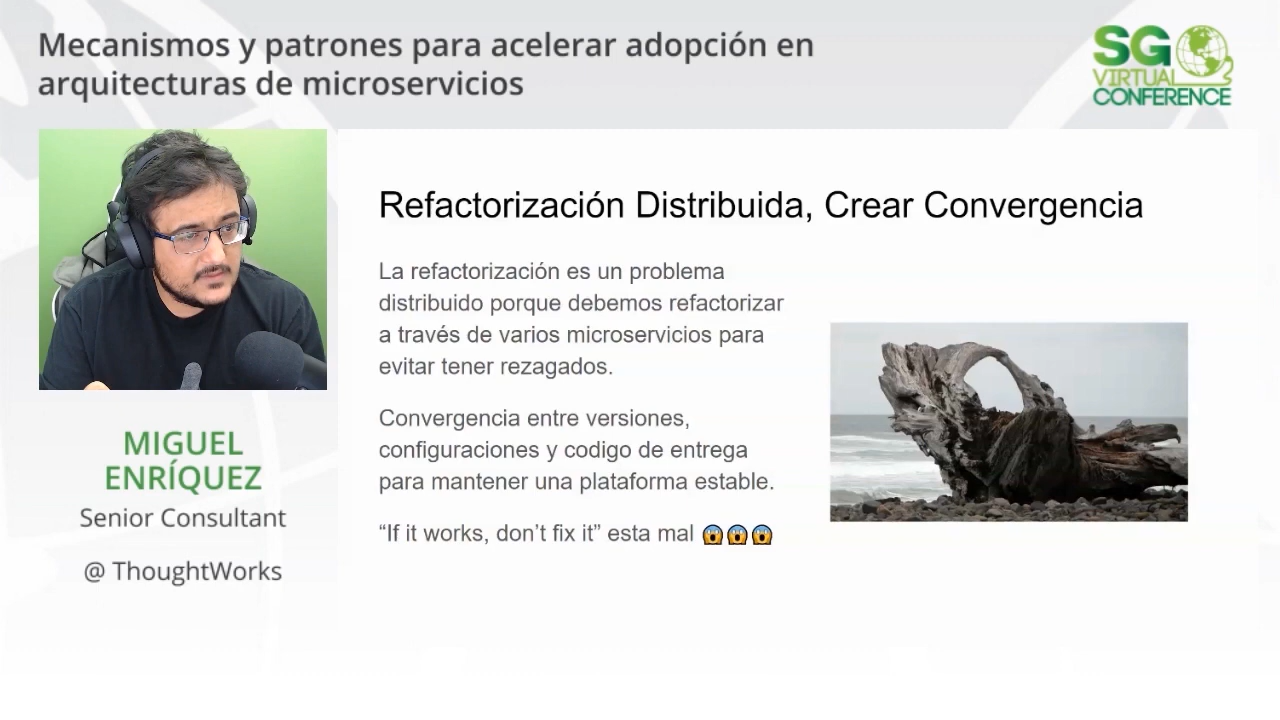 Mecanismos y patrones para acelerar adopción en
arquitecturas de microservicios
SG
VIRTUAL
CONFERENCE
MIGUEL
ENRÍQUEZ
Senior Consultant
@ ThoughtWorks
Refactorización Distribuida, Crear Convergencia
La refactorización es un problema
distribuido porque debemos refactorizar
a través de varios microservicios para
evitar tener rezagados.
Convergencia entre versiones,
configuraciones y codigo de entrega
para mantener una plataforma estable.
“If it works, don’t fix it” esta mal 😱😱😱